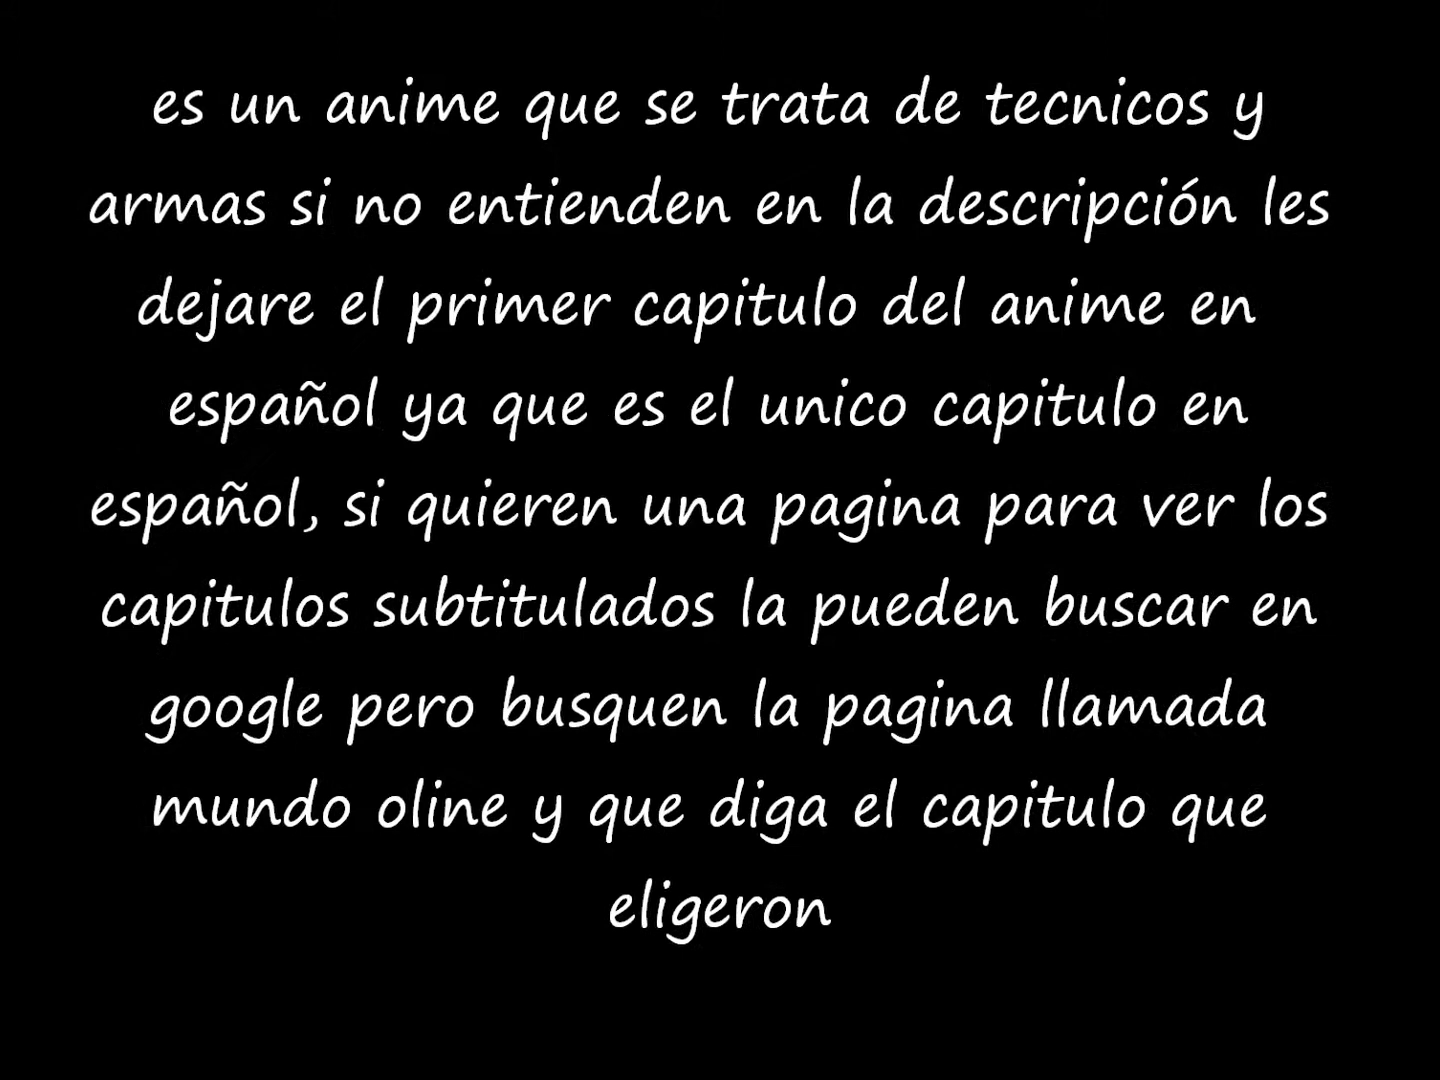 es un anime que se trata de tecnicos y
armas si no entienden en la descripción les
dejare el primer capitulo del anime en
español ya que es el unico capitulo en
español, si quieren una pagina para ver los
capitulos subtitulados la pueden buscar en
google pero busquen la pagina llamada
mundo oline y que diga el capitulo que
eligeron